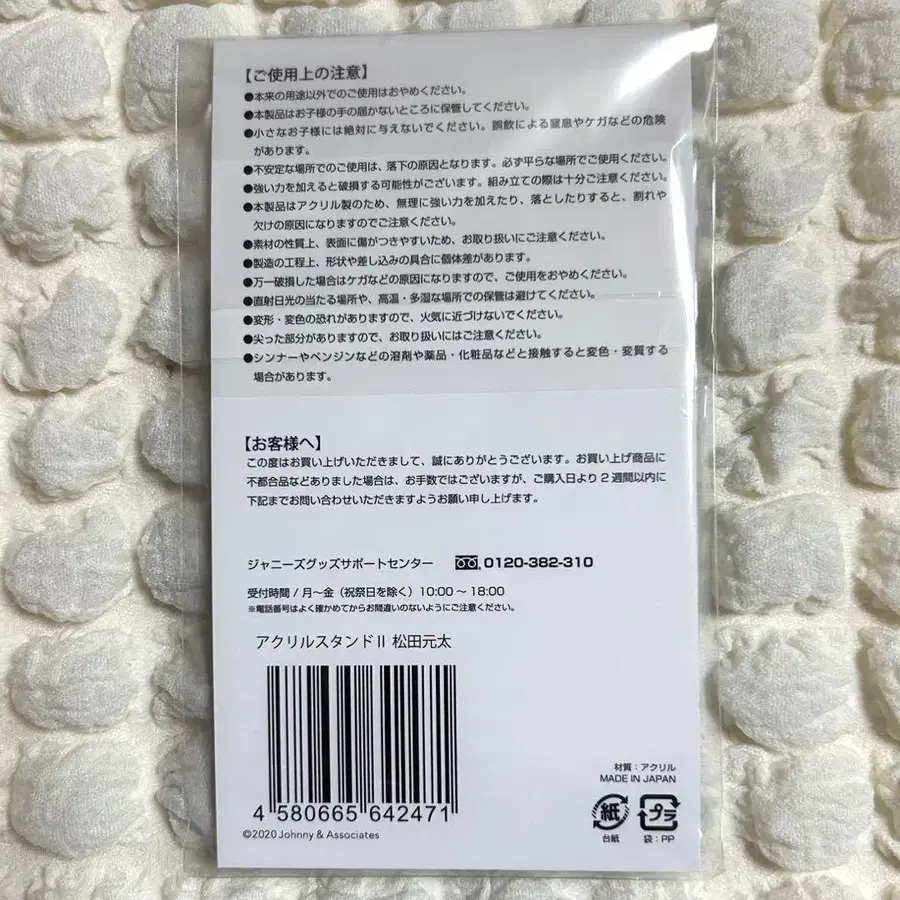 【ご使用上の注意】
●本来の用途以外でのご使用はおやめください。
●本製品はお子様の手の届かないところに保管してください。
●小さなお子様には絶対に与えないでください。誤飲による窒息やケガなどの危険
があります。
●不安定な場所でのご使用は、落下の原因となります。必ず平らな場所でご使用ください。
●強い力を加えると破損する可能性がございます。組み立ての際は十分ご注意ください。
●本製品はアクリル製のため、無理に強い力を加えたり、落としたりすると、割れや
欠けの原因になりますのでご注意ください。
●素材の性質上、表面に傷がつきやすいため、お取り扱いにご注意ください。
●製造の工程上、形状や差し込みの具合に個体差があります。
●万一破損した場合はケガなどの原因になりますので、ご使用をおやめください。
●直射日光の当たる場所や、高温・多湿な場所での保管は避けてください。
●変形・変色の恐れがありますので、火気に近づけないでください。
●尖った部分がありますので、お取り扱いにはご注意ください。
●シンナーやベンジンなどの溶剤や薬品・化粧品などと接触すると変色・変質する
場合があります。
【お客様へ】
この度はお買い上げいただきまして、誠にありがとうございます。お買い上げ商品に
不都合品などありました場合は、お手数ではございますが、ご購入日より2週間以内に
下記までお問い合わせいただきますようお願い申し上げます。
ジャニーズグッズサポートセンター 0120-382-310
受付時間 / 月〜金（祝祭日を除く）10:00〜18:00
※電話番号はよく確かめてからお間違いのないようにご注意ください。
アクリルスタンドⅡ 松田元太
4 580665 642471
©2020 Johnny & Associates
材質：アクリル
MADE IN JAPAN
紙 プラ
台紙 袋：PP